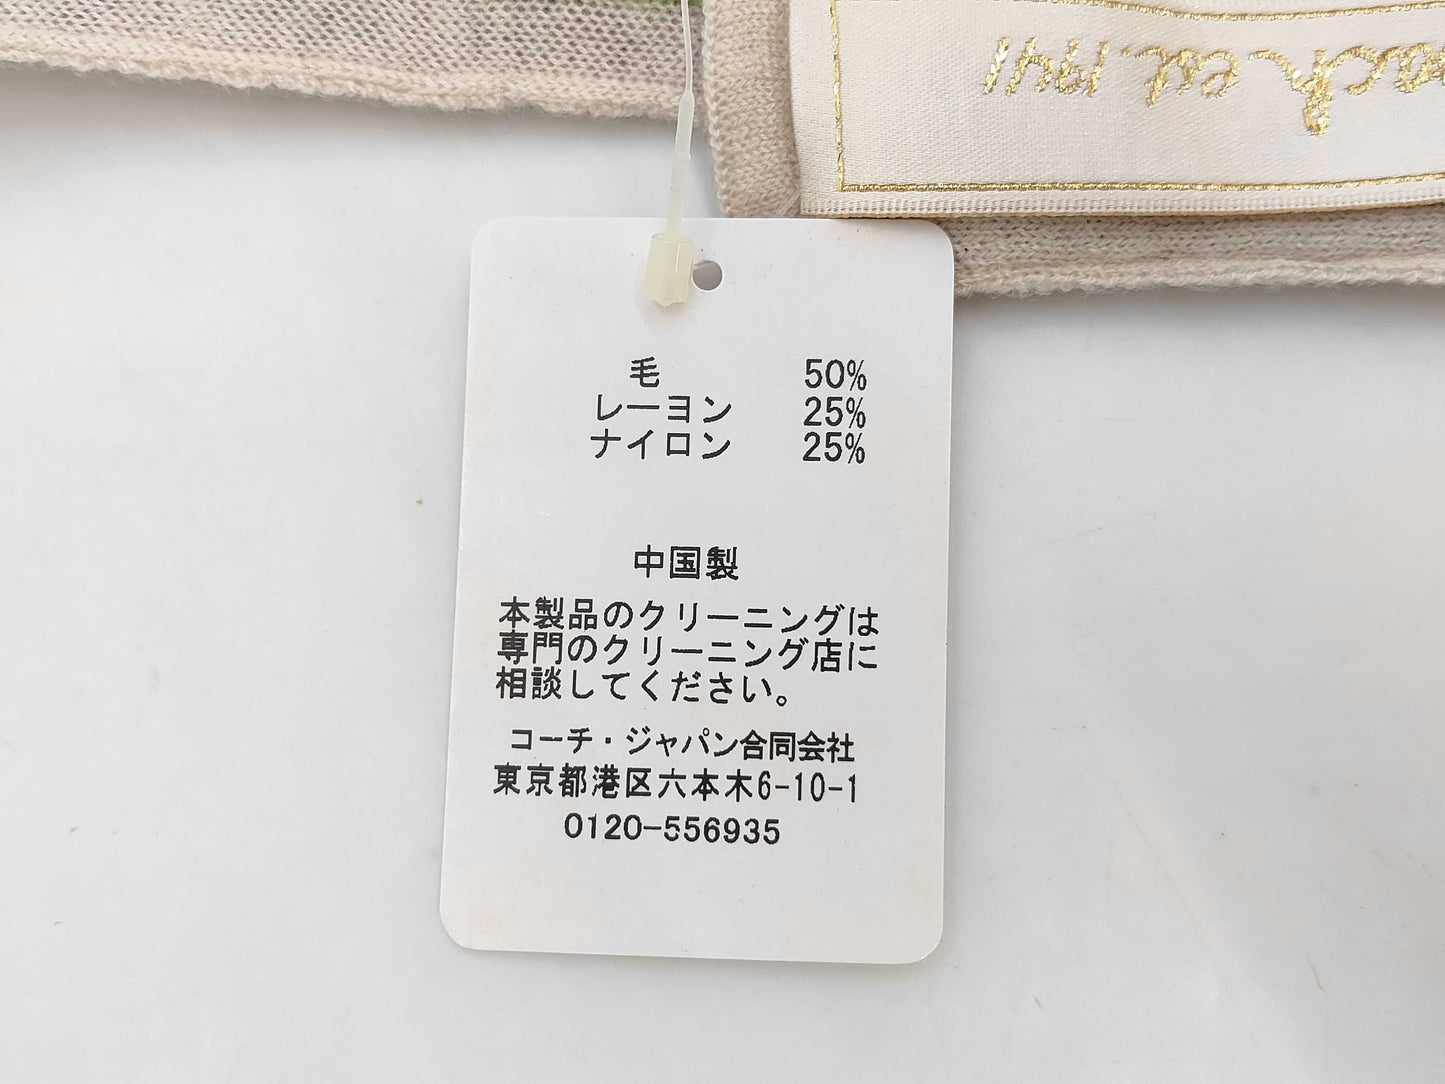 Coach est. 1941
毛 50%
レーヨン 25%
ナイロン 25%
中国製
本製品のクリーニングは
専門のクリーニング店に
相談してください。
コーチ・ジャパン合同会社
東京都港区六本木6-10-1
0120-556935